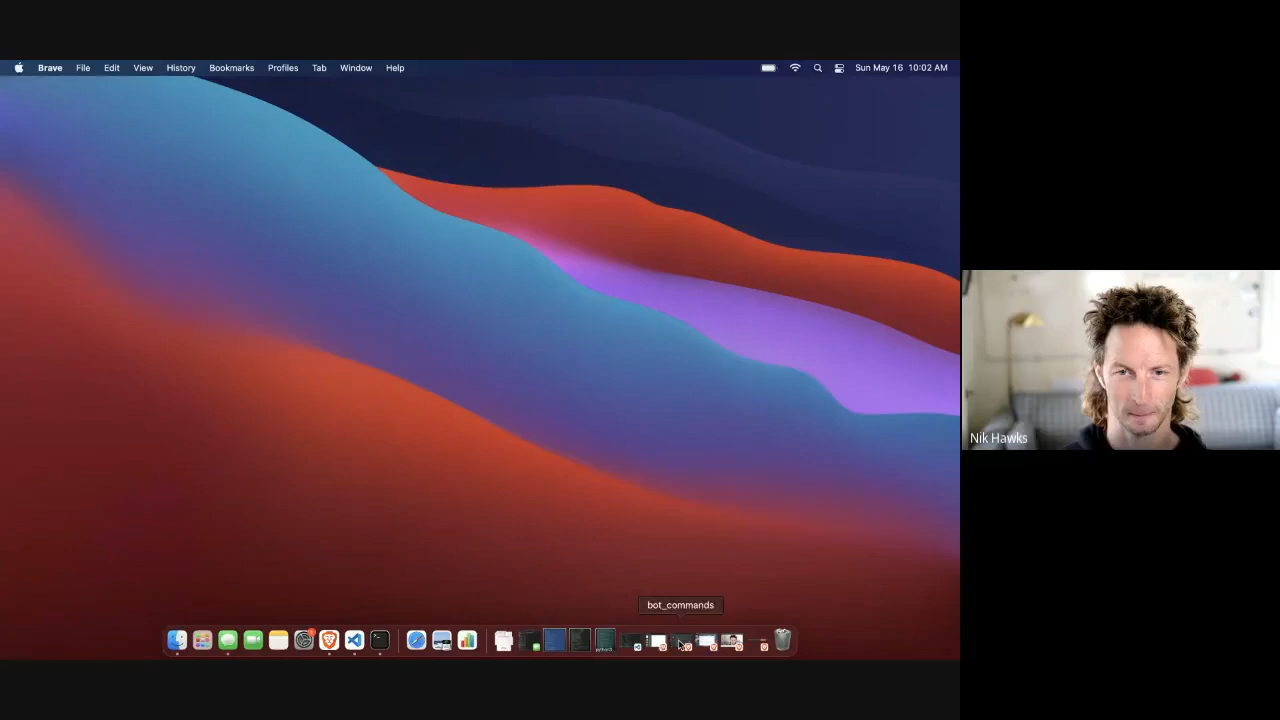 Brave File Edit View History Bookmarks Profiles Tab Window Help
Sun May 16 10:02 AM
Nik Hawks
bot_commands